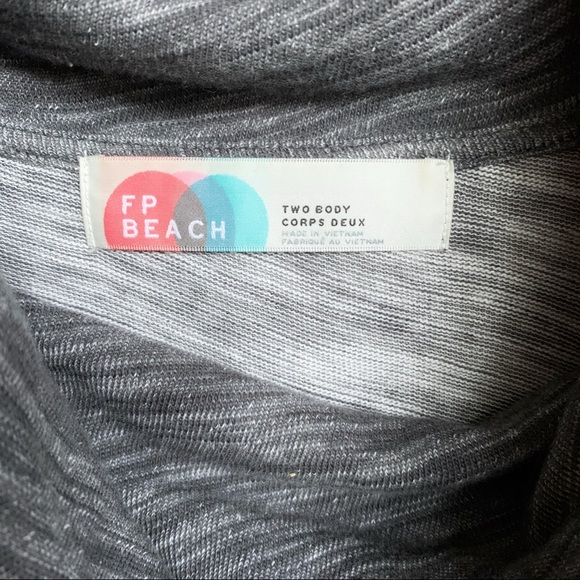 FP
BEACH
TWO BODY
CORPS DEUX
MADE IN VIETNAM
FABRIQUÉ AU VIETNAM